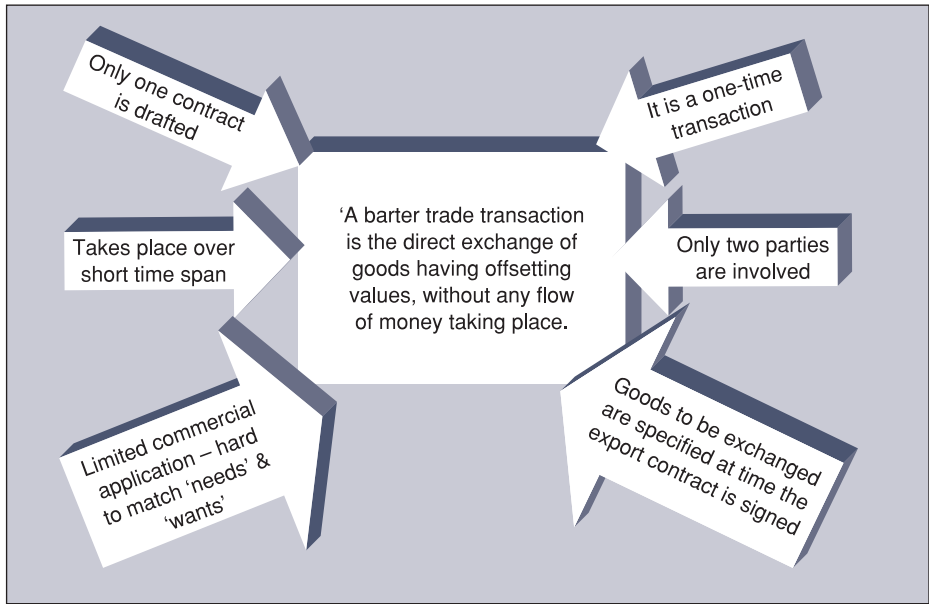 Only one contract
is drafted
It is a one-time
transaction
Takes place over
short time span
‘A barter trade transaction
is the direct exchange of
goods having offsetting
values, without any flow
of money taking place.
Only two parties
are involved
Limited commercial
application – hard
to match ‘needs’ &
‘wants’
Goods to be exchanged
are specified at time the
export contract is signed